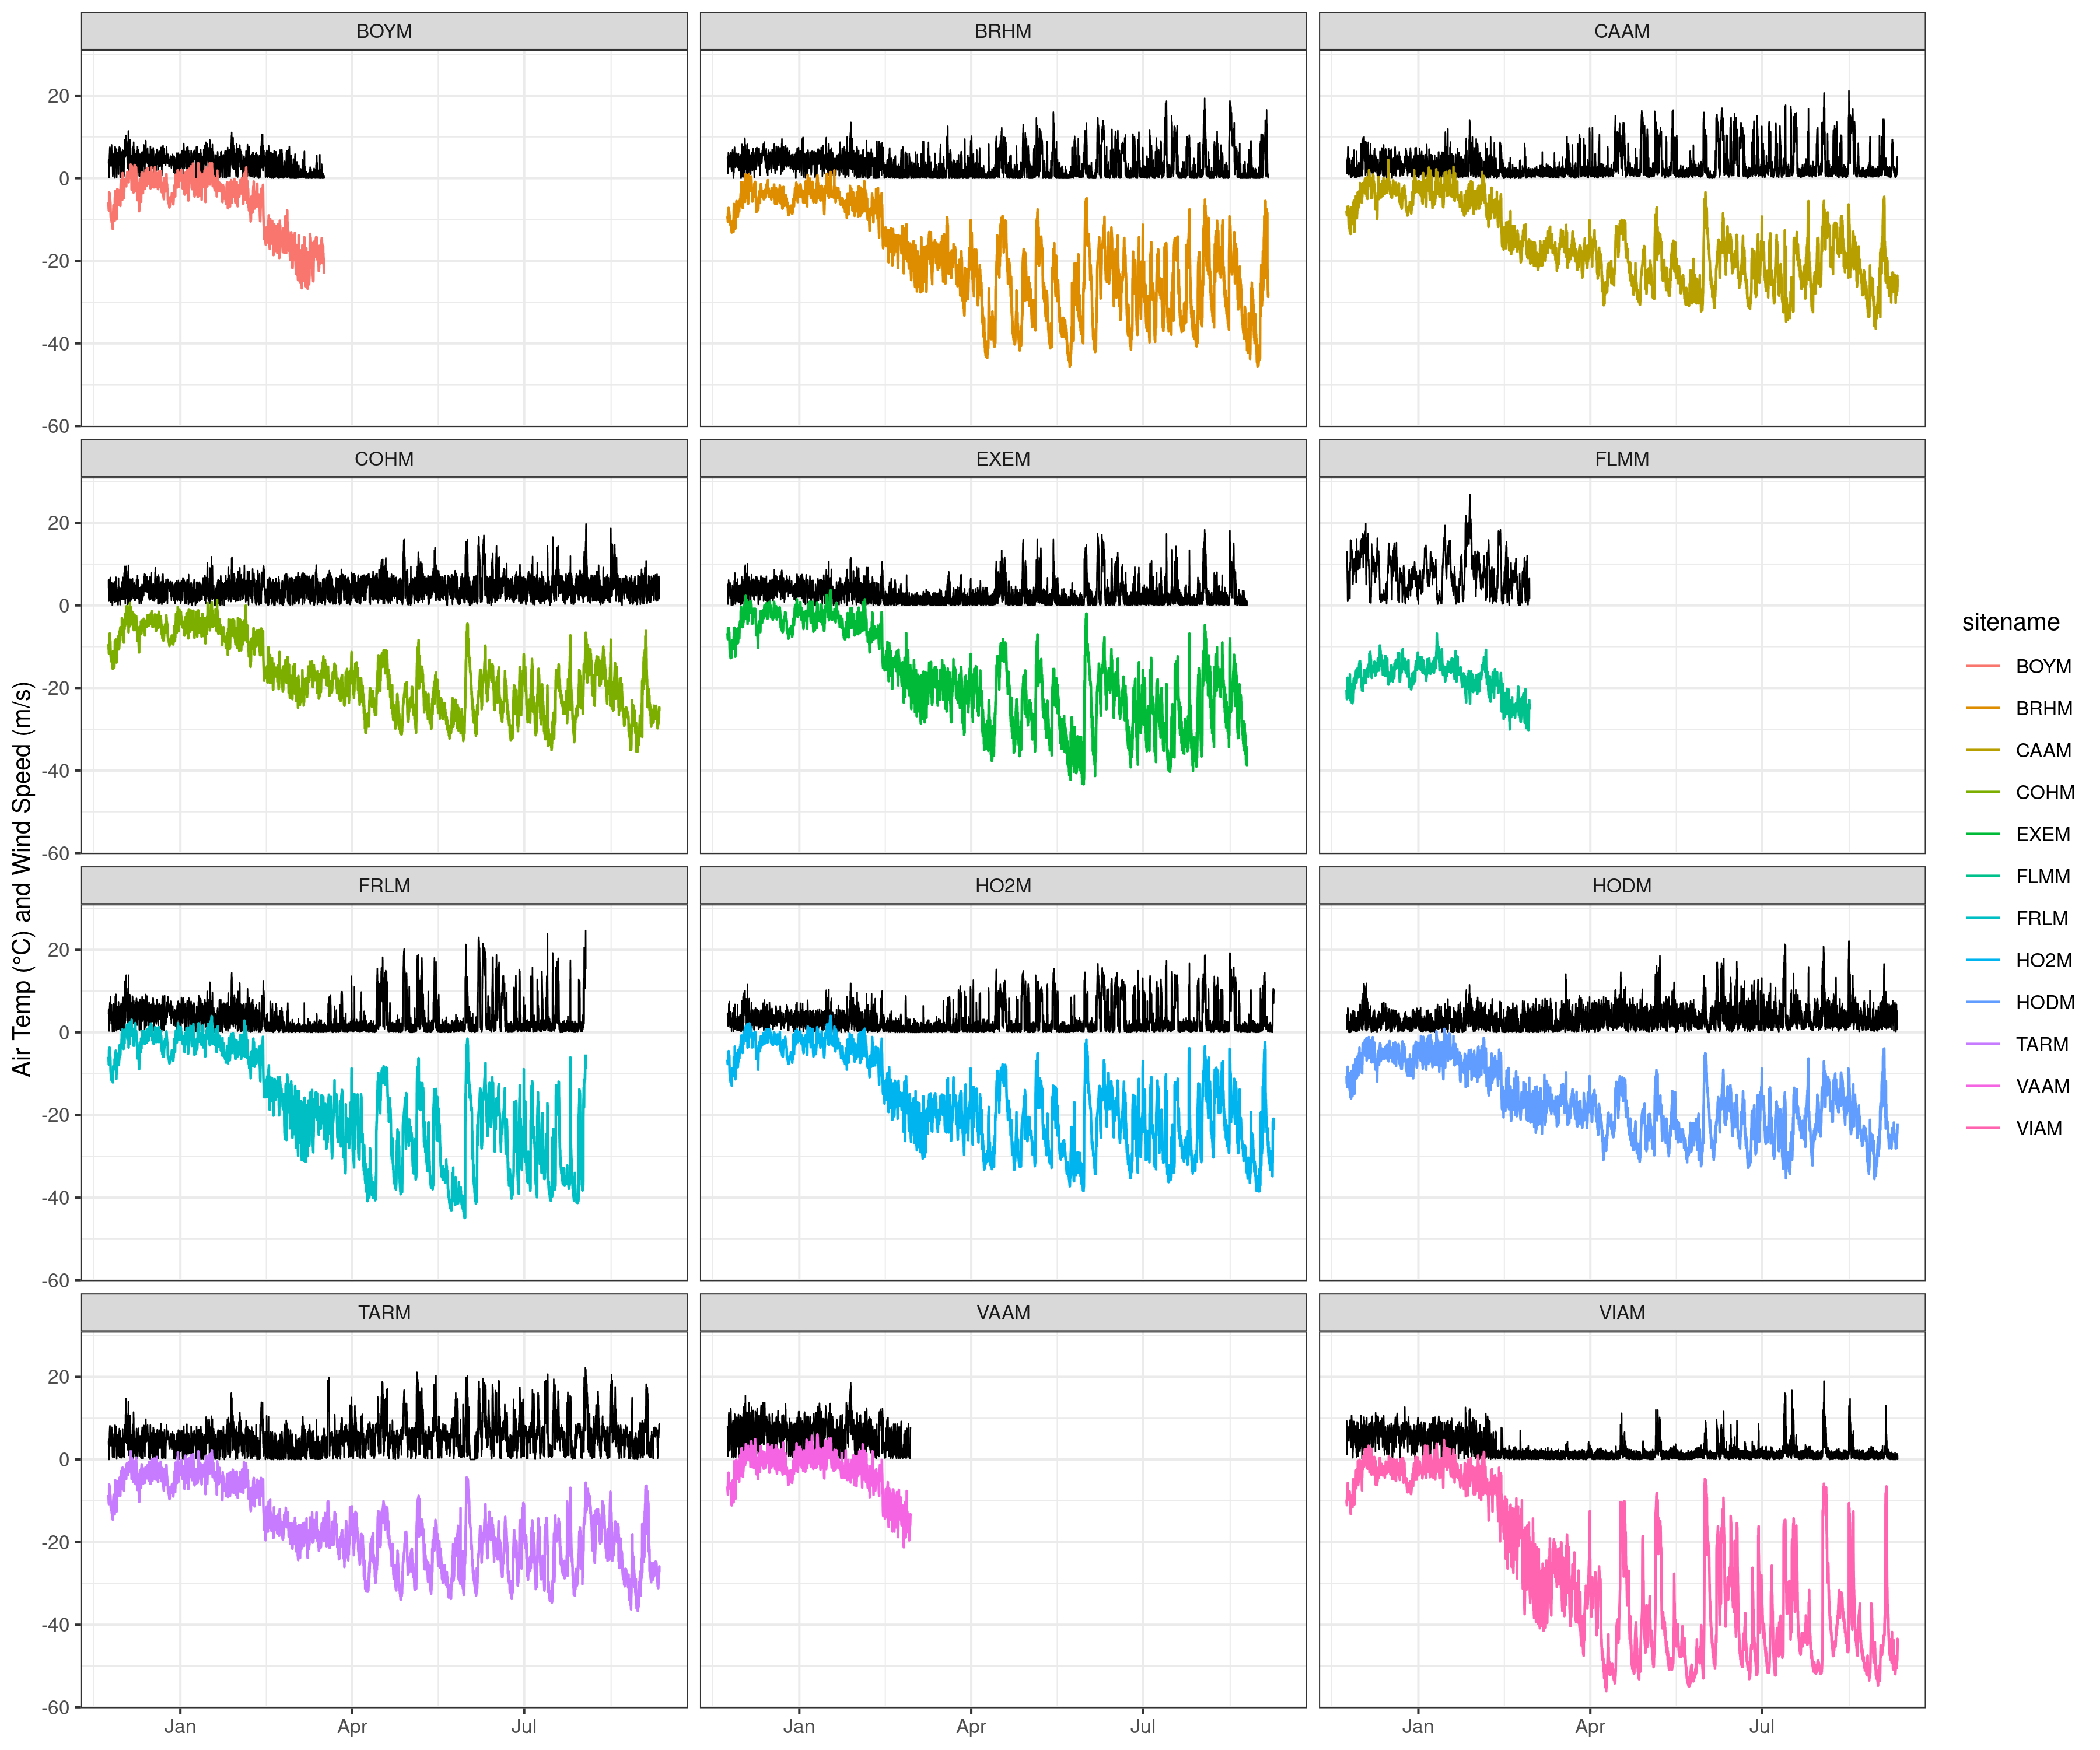 BOYM BRHM CAAM
20
0
-20
-40
-60
COHM EXEM FLMM
20
0
-20
-40
-60
FRLM HO2M HODM
20
0
-20
-40
-60
TARM VAAM VIAM
20
0
-20
-40
-60
Jan Apr Jul Jan Apr Jul Jan Apr Jul
Air Temp (°C) and Wind Speed (m/s)
sitename
BOYM
BRHM
CAAM
COHM
EXEM
FLMM
FRLM
HO2M
HODM
TARM
VAAM
VIAM